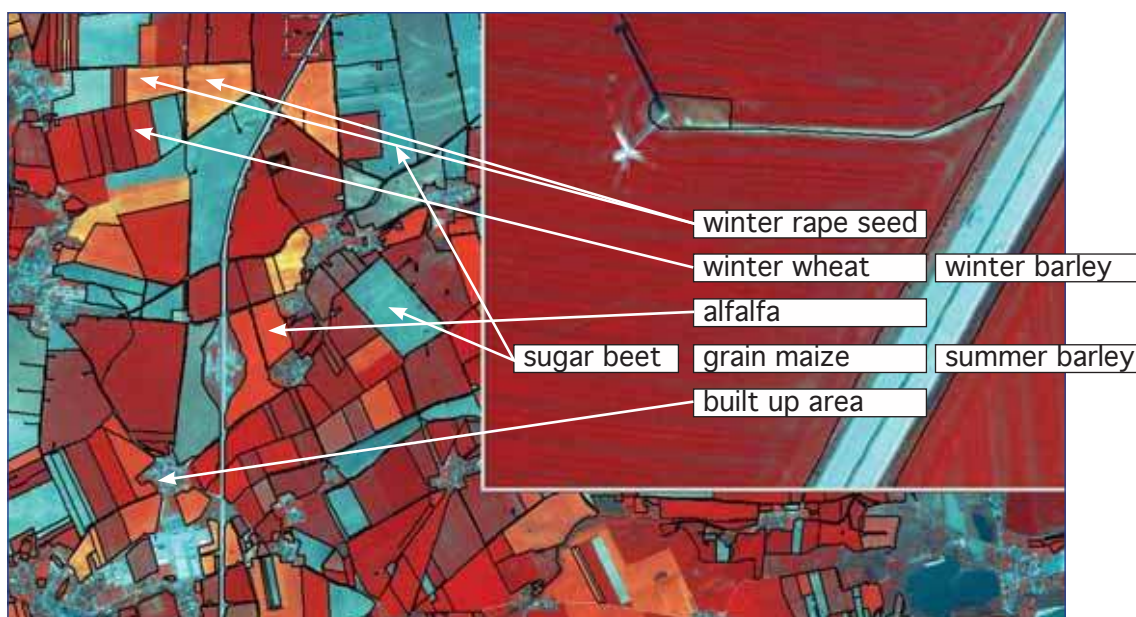 winter rape seed
winter wheat winter barley
alfalfa
sugar beet grain maize summer barley
built up area